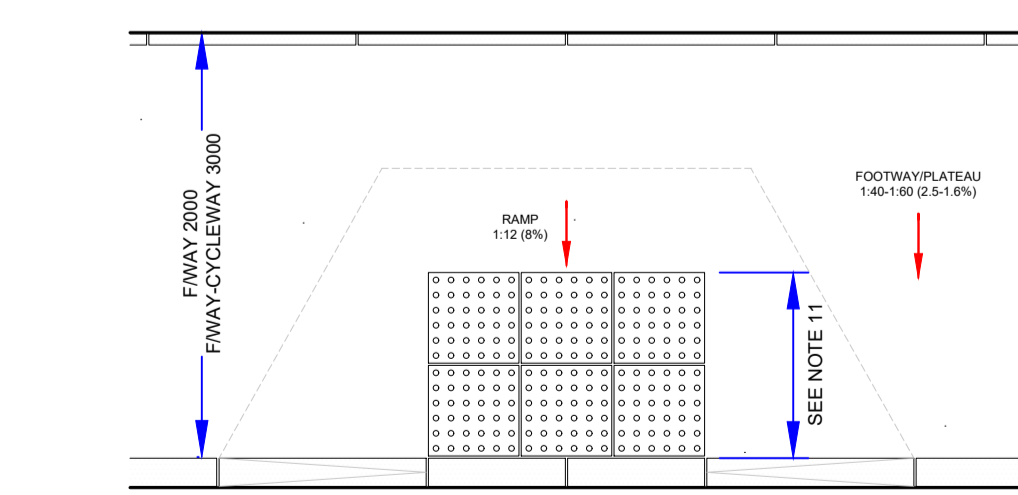 F/WAY 2000
F/WAY-CYCLEWAY 3000
RAMP
1:12 (8%)
FOOTWAY/PLATEAU
1:40-1:60 (2.5-1.6%)
SEE NOTE 11